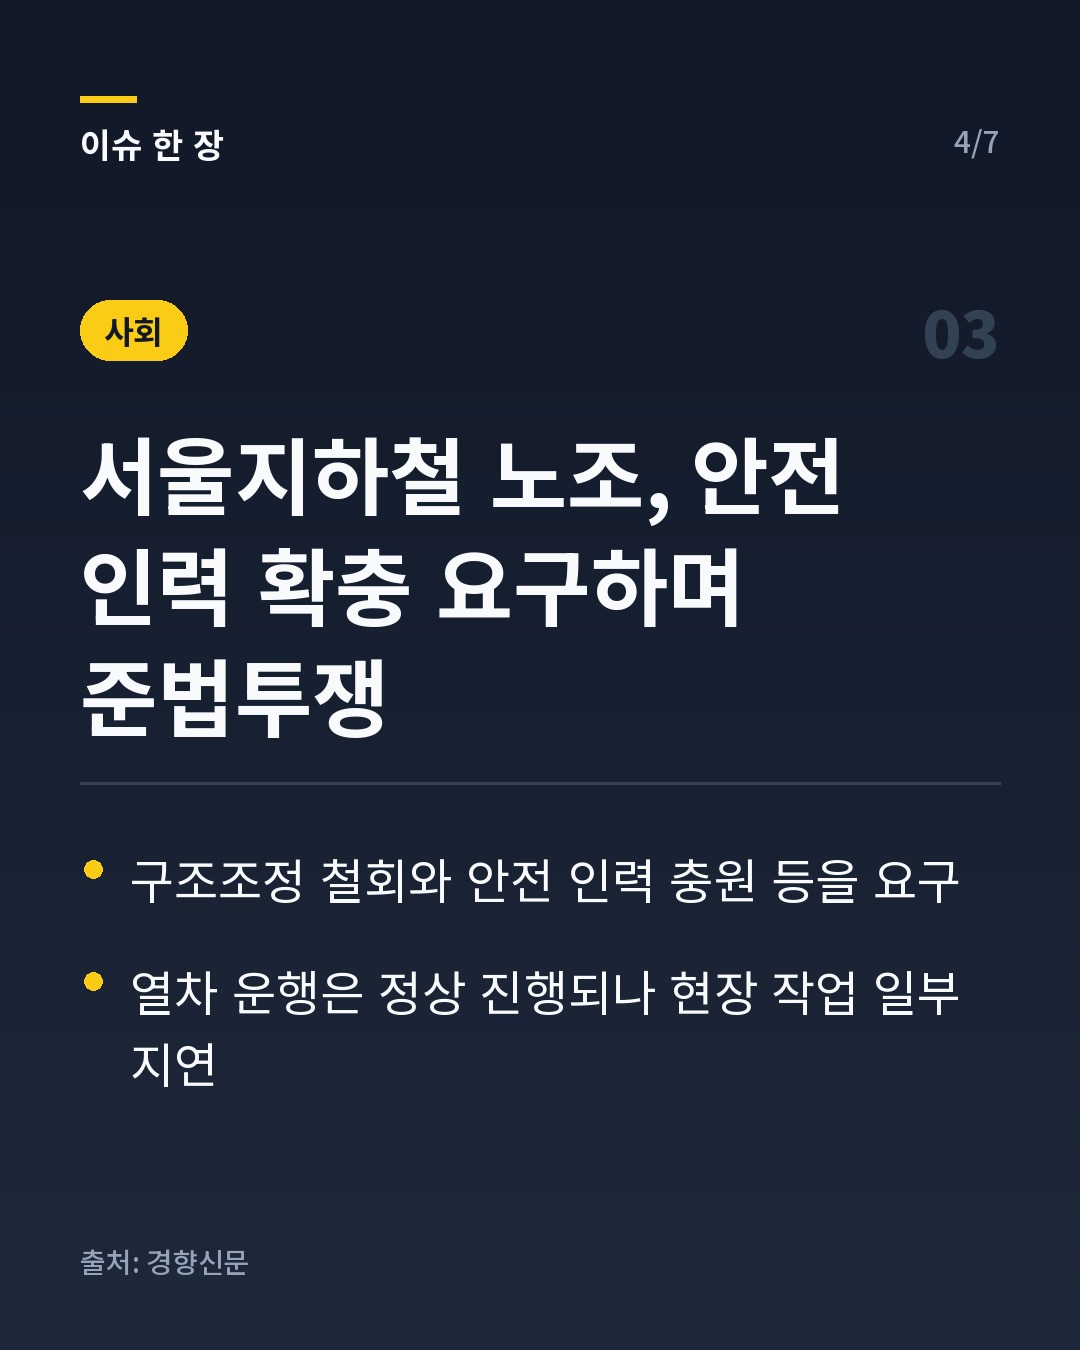 이슈 한 장
4/7
사회
03
서울지하철 노조, 안전
인력 확충 요구하며
준법투쟁
구조조정 철회와 안전 인력 충원 등을 요구
열차 운행은 정상 진행되나 현장 작업 일부
지연
출처: 경향신문